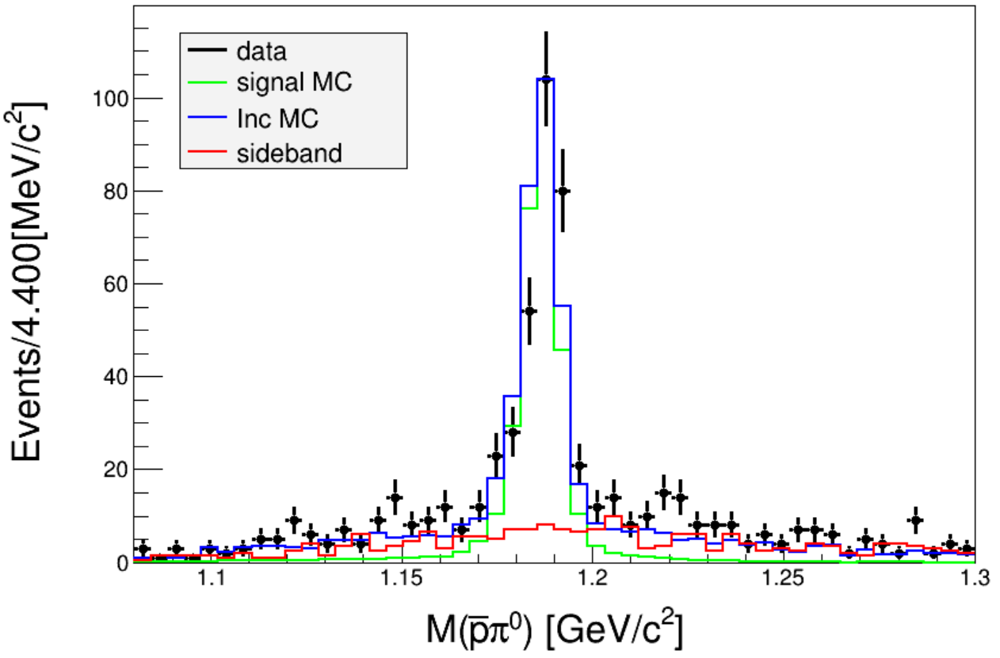 Events/4.400[MeV/c²]
data
signal MC
Inc MC
sideband
100
80
60
40
20
0
1.1 1.15 1.2 1.25 1.3
M(p̅π⁰) [GeV/c²]